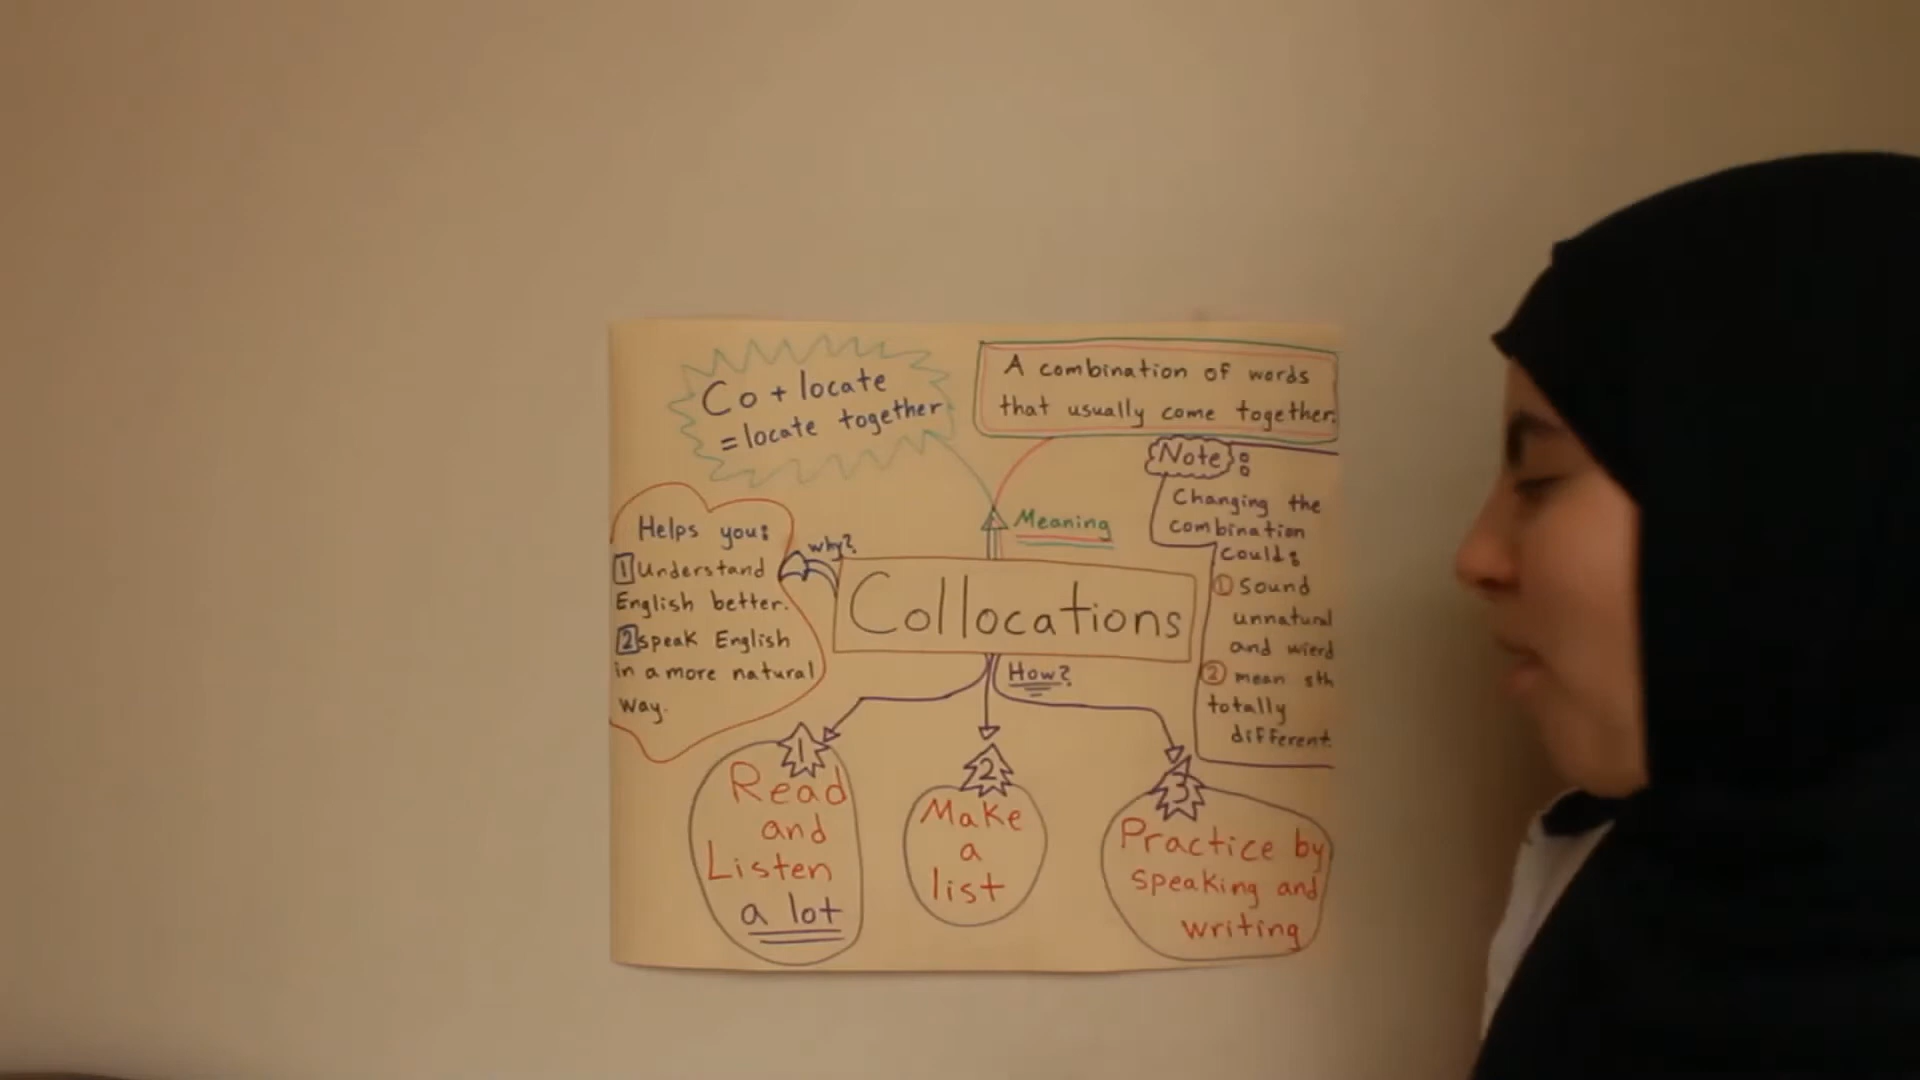 Co + locate
= locate together
A combination of words
that usually come together.
Meaning
Note:
Changing the
combination
could:
① Sound
unnatural
and wierd
② mean sth
totally
different.
why?
Helps you:
1 Understand
English better.
2 speak English
in a more natural
way.
Collocations
How?
1
Read
and
Listen
a lot
2
Make
a
list
3
Practice by
speaking and
writing